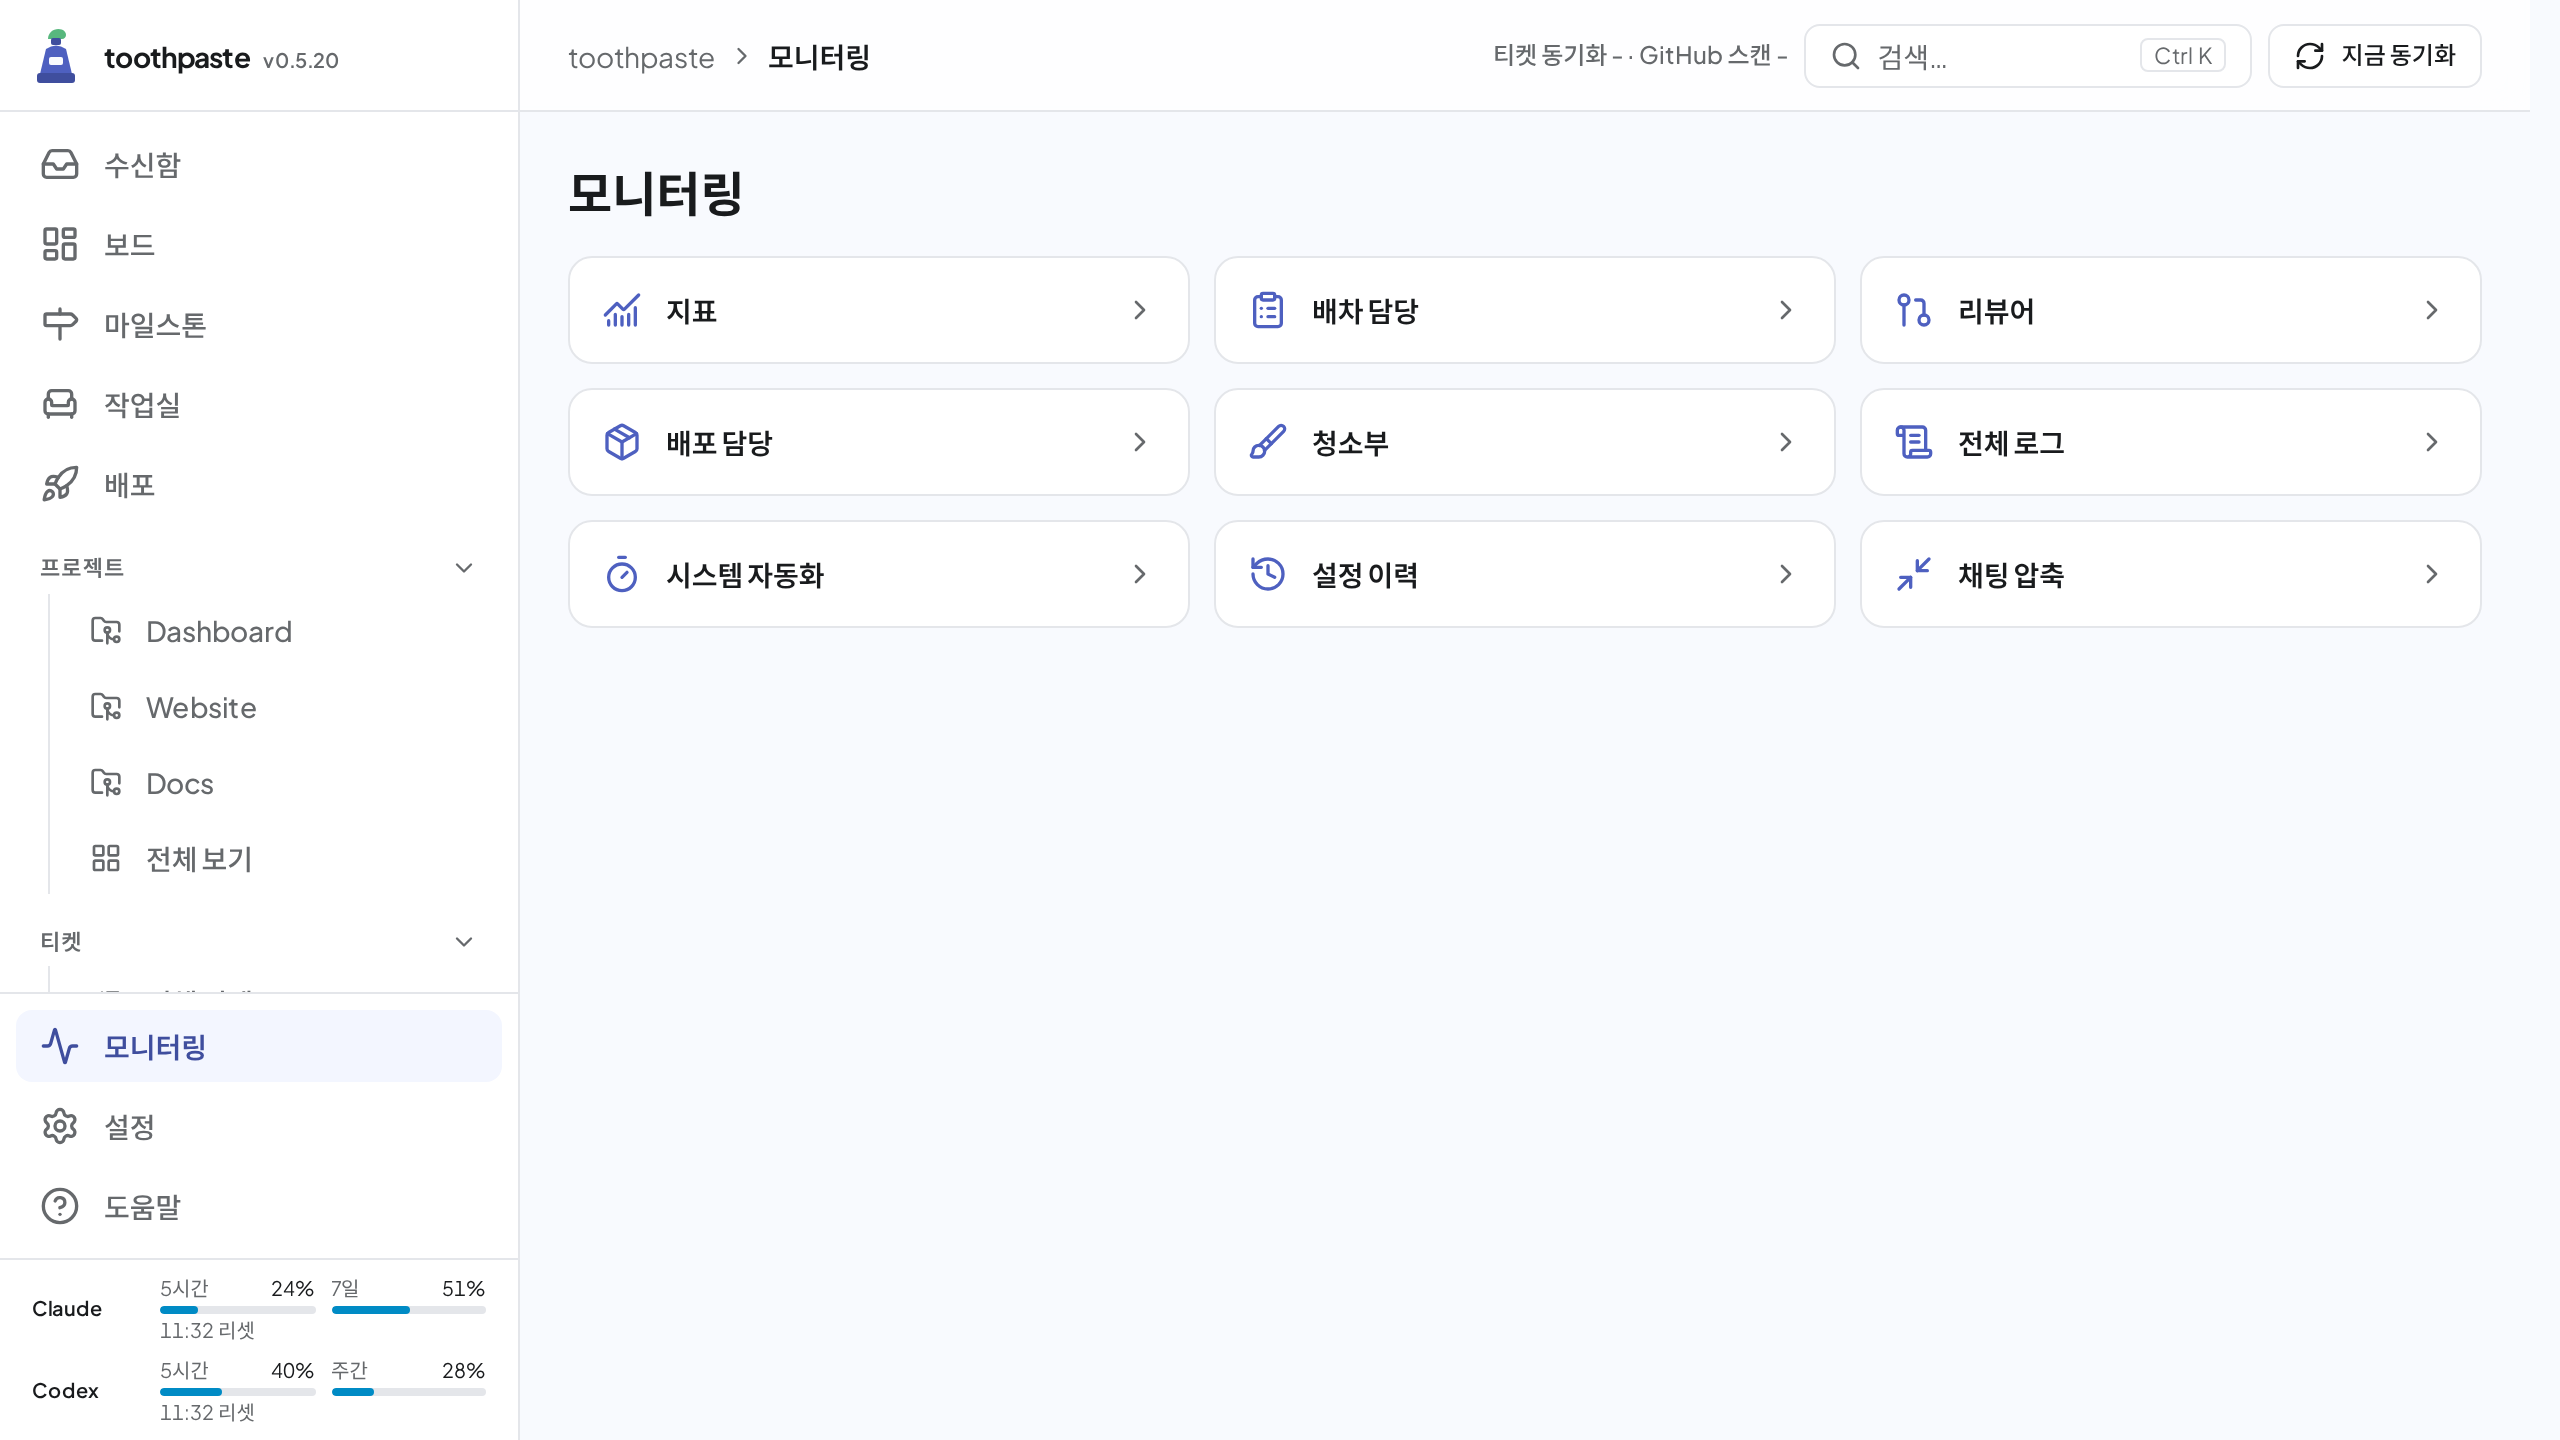 toothpaste v0.5.20
toothpaste > 모니터링
티켓 동기화 - · GitHub 스캔 -
검색...
Ctrl K
지금 동기화
수신함
보드
마일스톤
작업실
배포
프로젝트
Dashboard
Website
Docs
전체 보기
티켓
모니터링
설정
도움말
Claude
5시간 24%
11:32 리셋
7일 51%
Codex
5시간 40%
11:32 리셋
주간 28%
모니터링
지표
배차 담당
리뷰어
배포 담당
청소부
전체 로그
시스템 자동화
설정 이력
채팅 압축